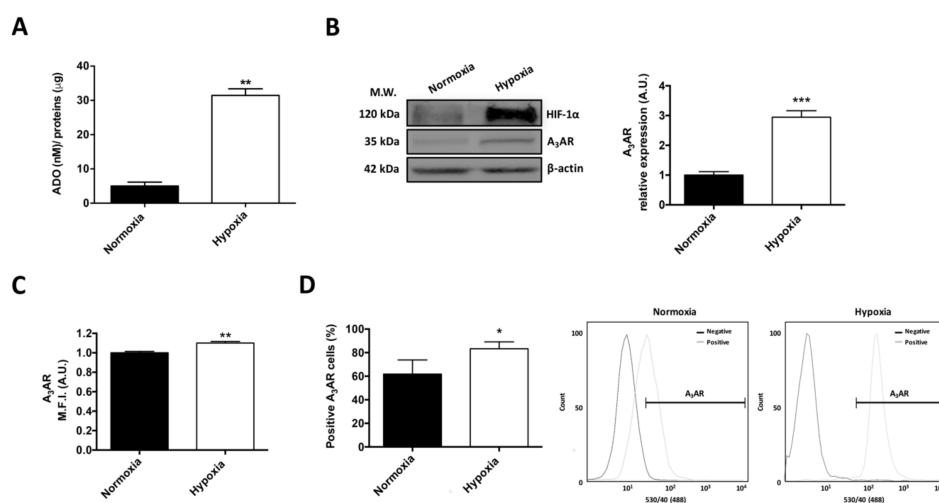 A
ADO (nM)/ proteins (µg)
40
30
20
10
0
Normoxia
Hypoxia
**
B
M.W.
Normoxia
Hypoxia
120 kDa
HIF-1α
35 kDa
A₃AR
42 kDa
β-actin
A₃AR
relative expression (A.U.)
4
3
2
1
0
Normoxia
Hypoxia
***
C
A₃AR
M.F.I. (A.U.)
1.2
1.0
0.8
0.6
0.4
0.2
0.0
Normoxia
Hypoxia
**
D
Positive A₃AR cells (%)
100
80
60
40
20
0
Normoxia
Hypoxia
*
Normoxia
Negative
Positive
100
50
0
Count
A₃AR
10¹
10²
10³
10⁴
530/40 (488)
Hypoxia
Negative
Positive
100
50
0
Count
A₃AR
10¹
10²
10³
10⁴
530/40 (488)